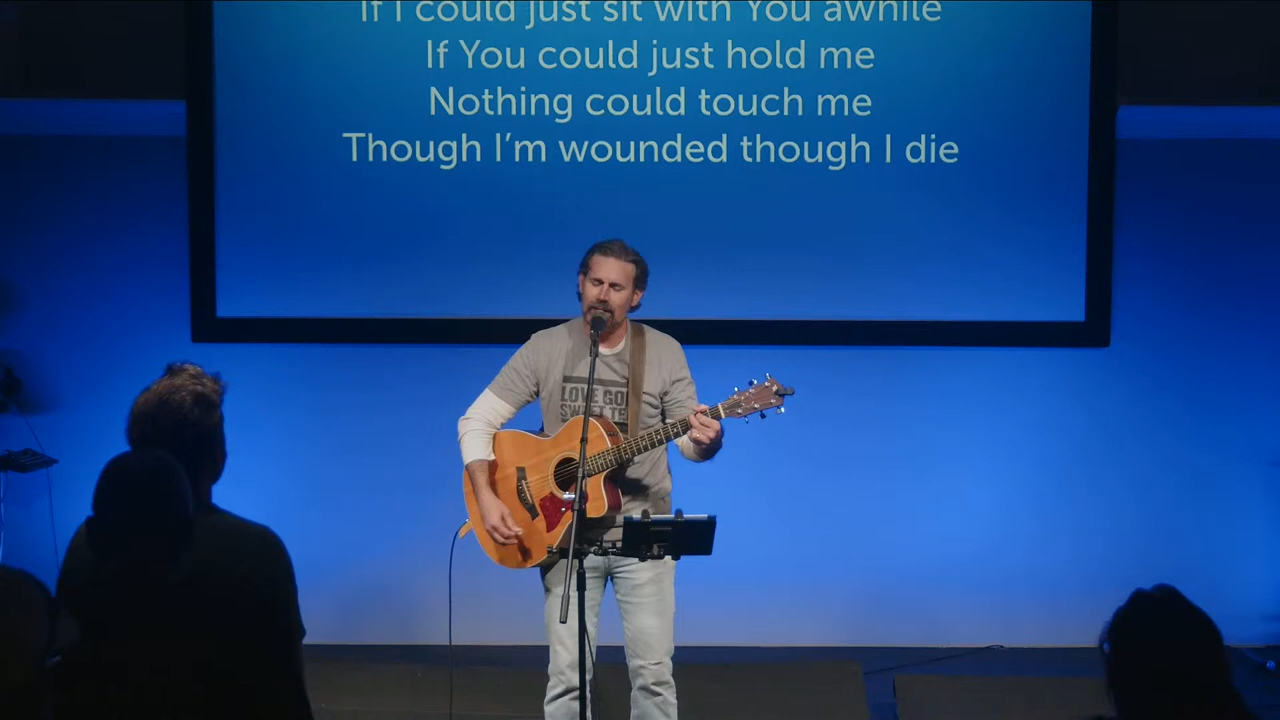 If I could just sit with You awhile
If You could just hold me
Nothing could touch me
Though I'm wounded though I die
LOVE GOD
SWEET TE